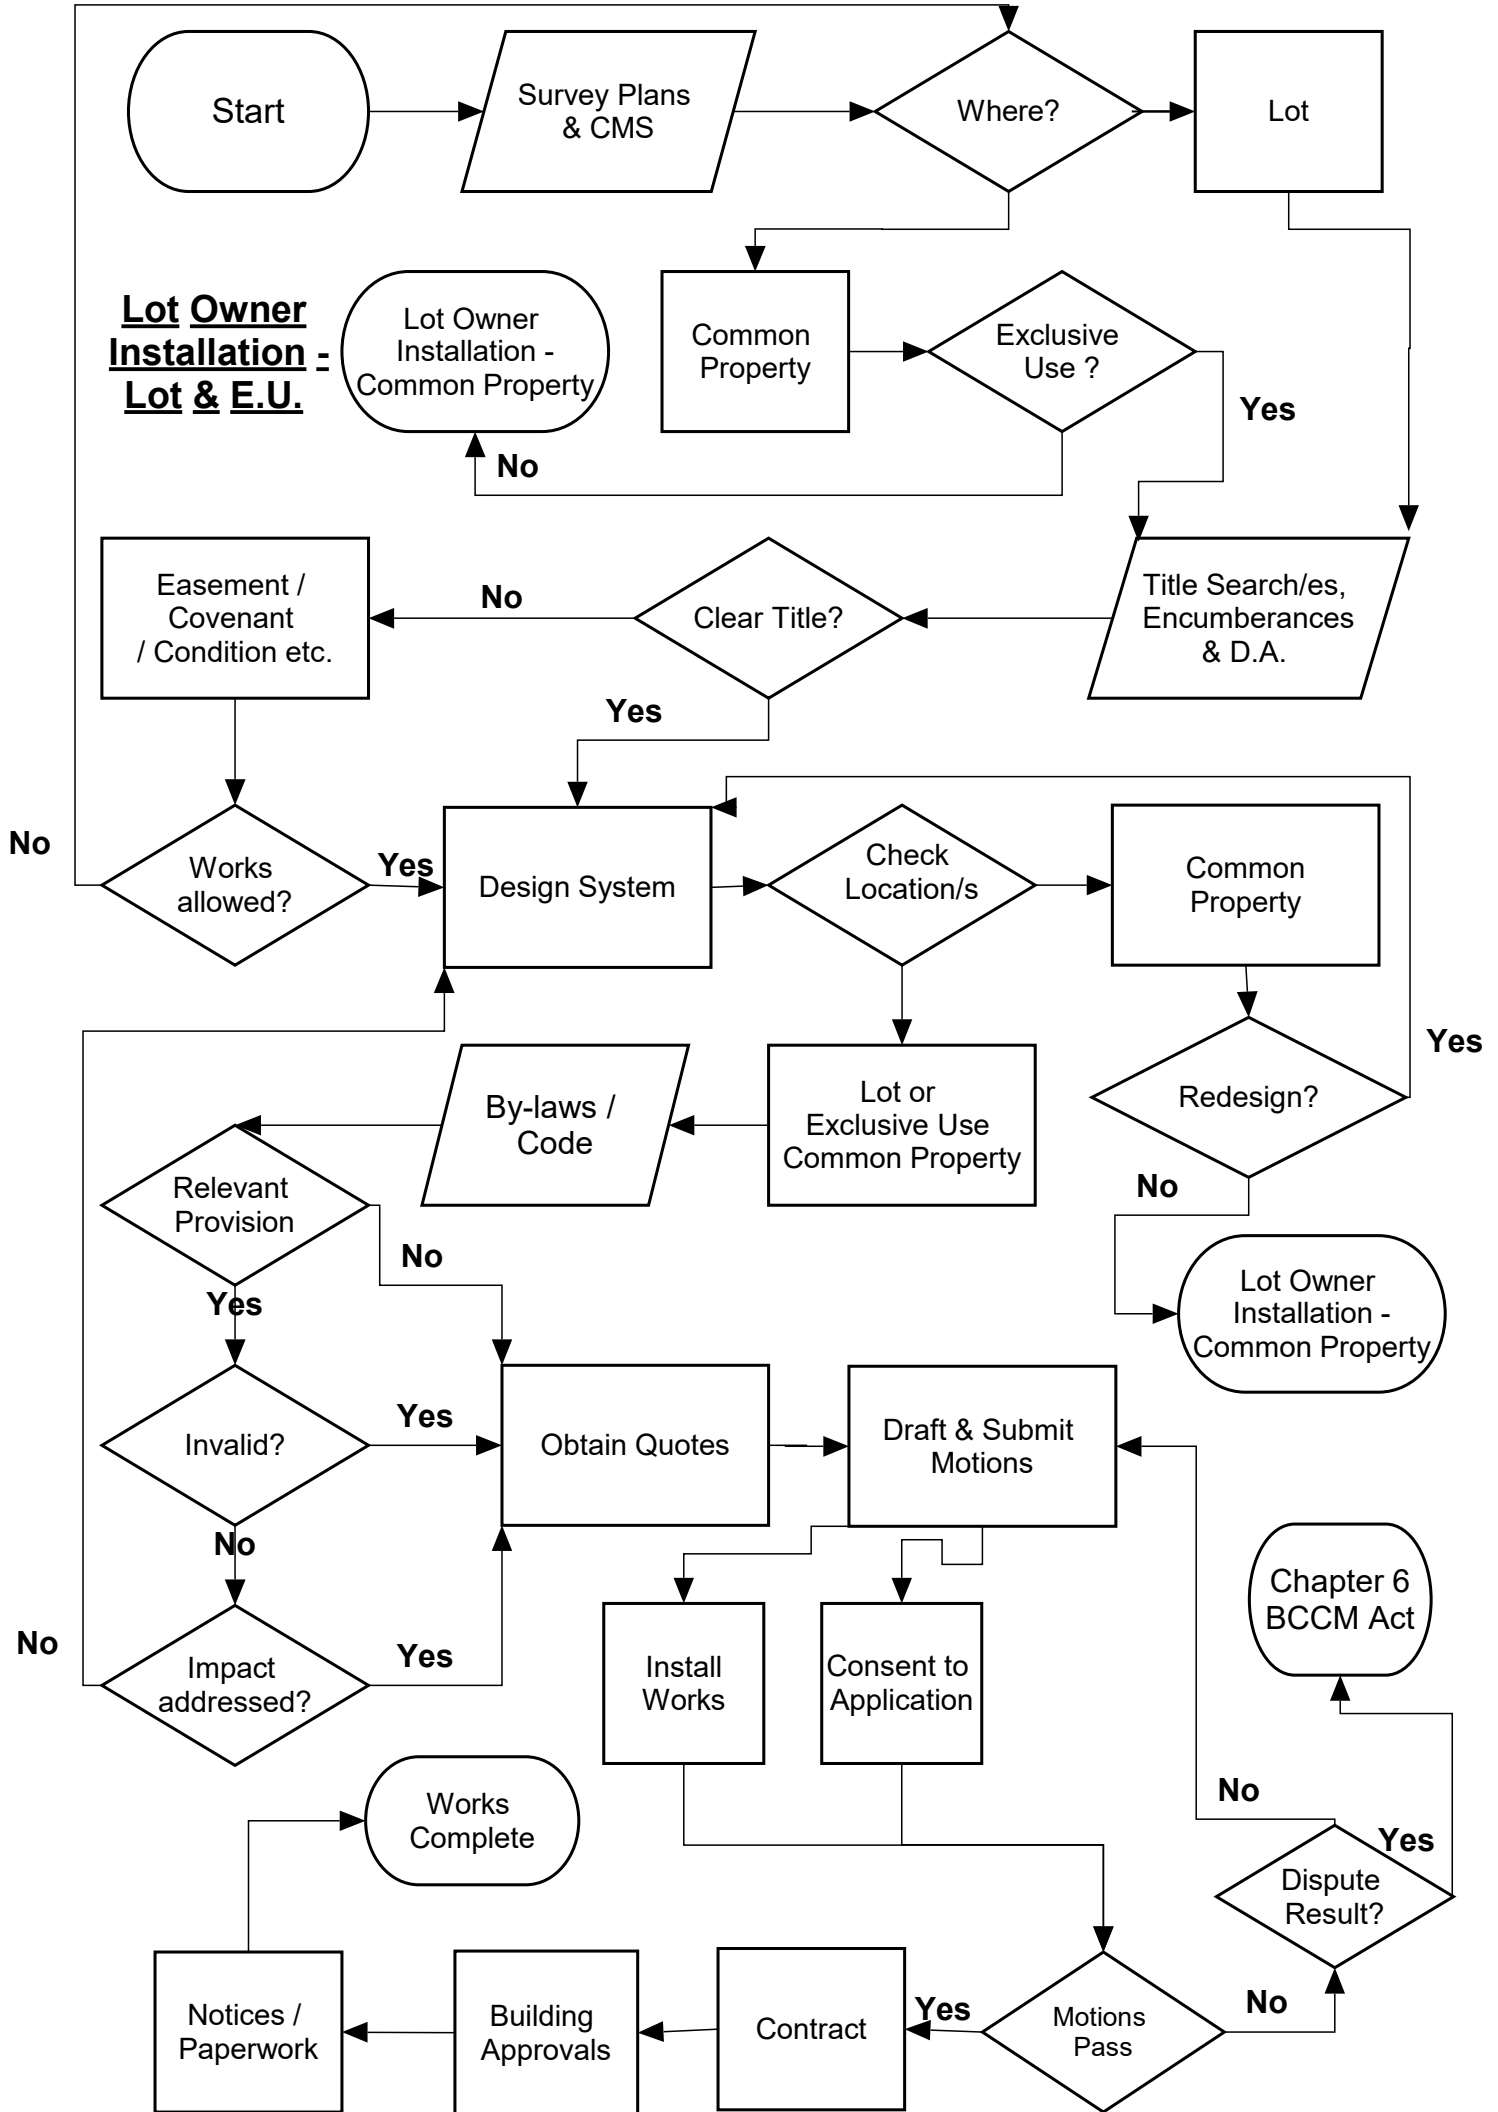 Start
Survey Plans
& CMS
Where?
Lot
Lot Owner
Installation -
Lot & E.U.
Lot Owner
Installation -
Common Property
Common
Property
Exclusive
Use ?
Yes
No
Easement /
Covenant
/ Condition etc.
No
Clear Title?
Title Search/es,
Encumberances
& D.A.
Yes
No
Works
allowed?
Yes
Design System
Check
Location/s
Common
Property
Yes
Redesign?
By-laws /
Code
Lot or
Exclusive Use
Common Property
Relevant
Provision
No
No
Yes
Lot Owner
Installation -
Common Property
Invalid?
Yes
Obtain Quotes
Draft & Submit
Motions
No
Chapter 6
BCCM Act
No
Impact
addressed?
Yes
Install
Works
Consent to
Application
Works
Complete
No
Yes
Dispute
Result?
Notices /
Paperwork
Building
Approvals
Contract
Yes
Motions
Pass
No